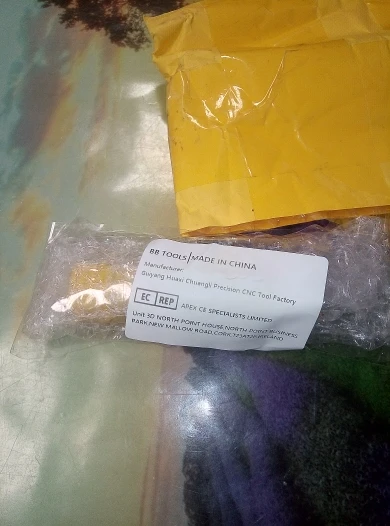 BB TOOLS/MADE IN CHINA
Manufacturer
Guiyang Huaxi Chuangli Precision CNC Tool Factory
EC REP APEX CE SPECIALISTS LIMITED
Unit 3D NORTH POINT HOUSE,NORTH POINT BUSINESS
PARK,NEW MALLOW ROAD,CORK,